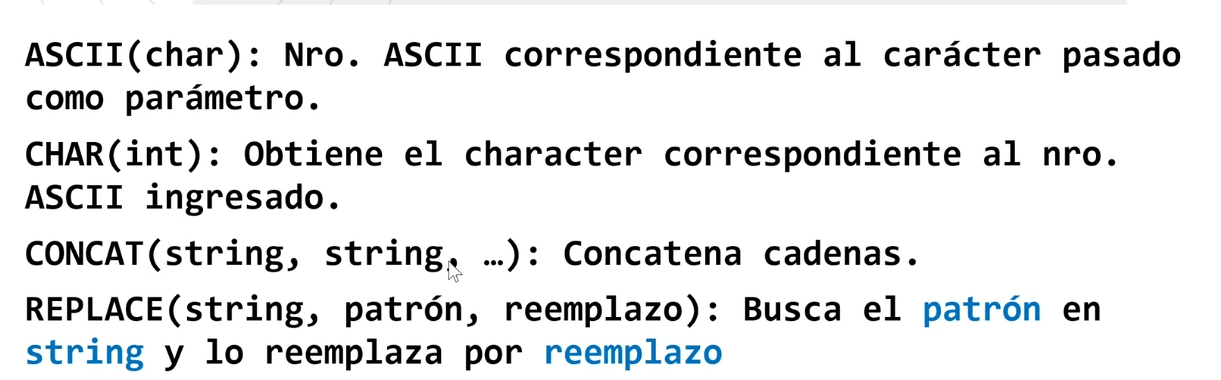 ASCII(char): Nro. ASCII correspondiente al carácter pasado
como parámetro.
CHAR(int): Obtiene el character correspondiente al nro.
ASCII ingresado.
CONCAT(string, string, …): Concatena cadenas.
REPLACE(string, patrón, reemplazo): Busca el patrón en
string y lo reemplaza por reemplazo